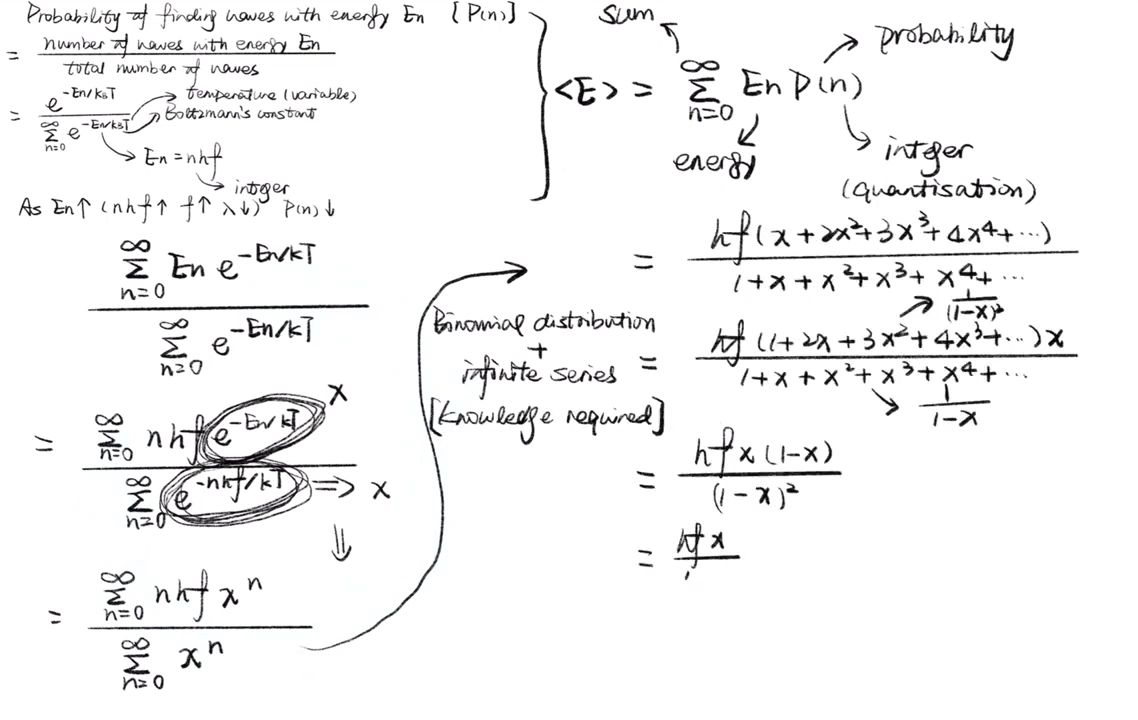 Probability of finding waves with energy En [P(n)]
= number of waves with energy En / total number of waves
= e^-En/kBT / Σ n=0 ∞ e^-En/kBT
→ temperature (variable)
→ Boltzmann's constant
→ En = nhf
→ integer
As En↑ (nhf↑ f↑ λ↓) P(n)↓
Σ n=0 ∞ En e^-En/kT / Σ n=0 ∞ e^-En/kT
= Σ n=0 ∞ nhf e^-En/kT / Σ n=0 ∞ e^-nhf/kT ⇒ x
x
⇓
= Σ n=0 ∞ nhf x^n / Σ n=0 ∞ x^n
sum
probability
<E> = Σ n=0 ∞ En P(n)
energy
integer
(quantisation)
= hf (x + 2x² + 3x³ + 4x⁴ + ...) / 1 + x + x² + x³ + x⁴ + ...
→ 1/(1-x)²
Binomial distribution
+
infinite series
[knowledge required]
= hf (1 + 2x + 3x² + 4x³ + ...) x / 1 + x + x² + x³ + x⁴ + ...
→ 1/1-x
= hf x (1-x) / (1-x)²
= hf x